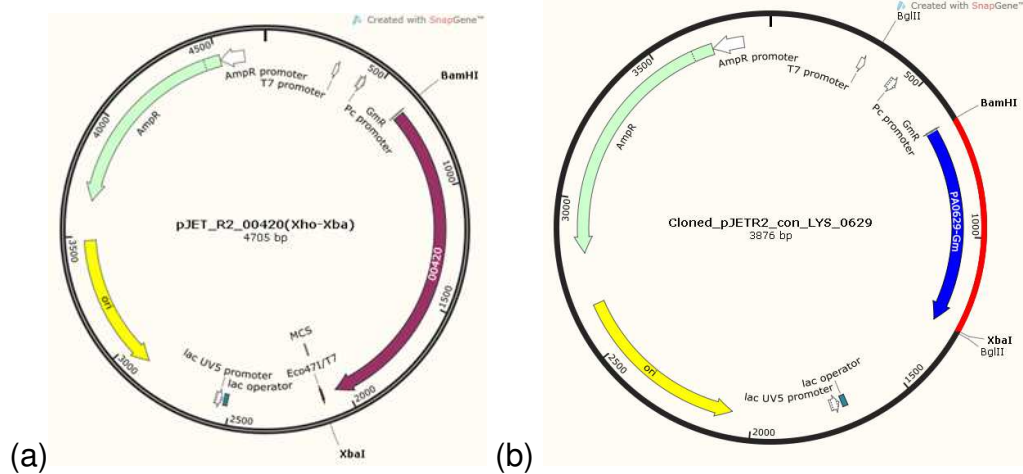 Created with SnapGene™
4500
AmpR promoter
T7 promoter
500
BamHI
GmR
Pc promoter
4000
AmpR
1000
pJET_R2_00420(Xho-Xba)
4705 bp
3500
00420
ori
1500
MCS
Eco47I/T7
3000
lac UV5 promoter
lac operator
2000
2500
XbaI
(a)
Created with SnapGene™
BglII
3500
AmpR promoter
T7 promoter
500
BamHI
GmR
Pc promoter
AmpR
3000
PA0629-Gm
Cloned_pJETR2_con_LYS_0629
3876 bp
1000
XbaI
BglII
2500
ori
lac operator
lac UV5 promoter
1500
2000
(b)